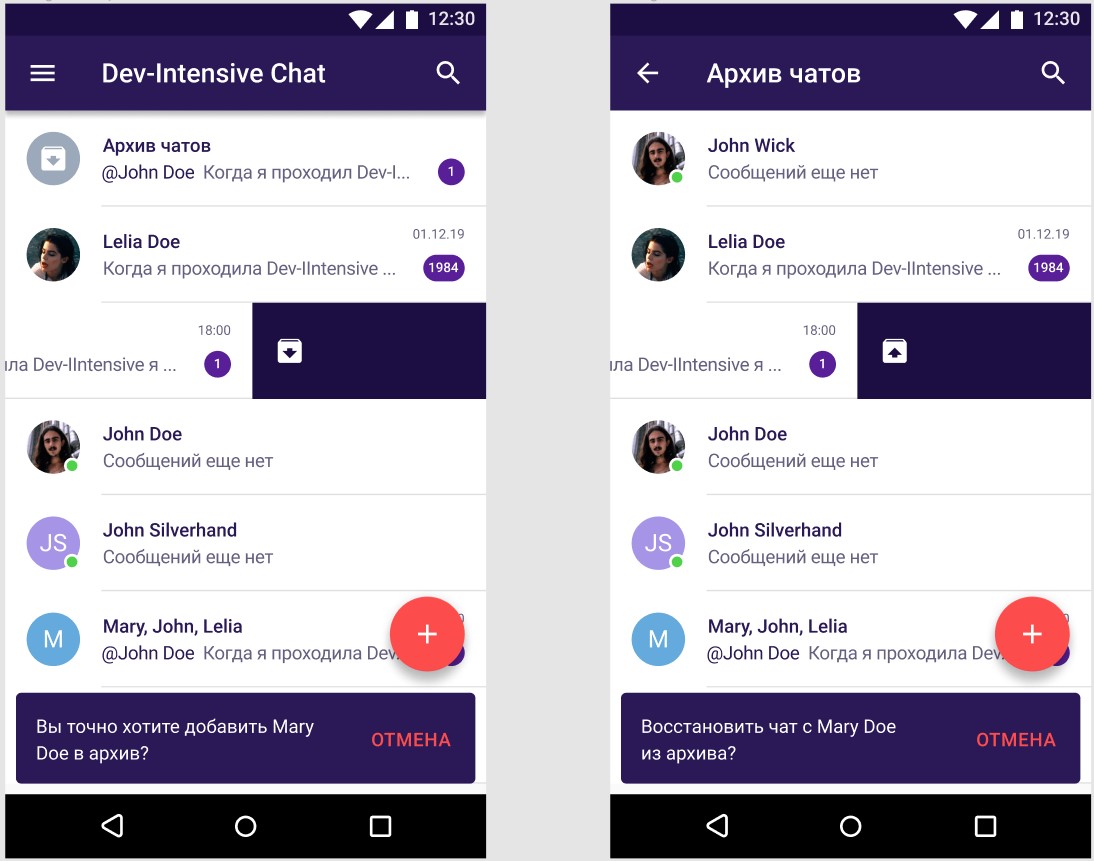 12:30
Dev-Intensive Chat
Архив чатов
@John Doe Когда я проходил Dev-I...
1
Lelia Doe
01.12.19
Когда я проходила Dev-IIntensive ...
1984
18:00
ила Dev-IIntensive я ...
1
John Doe
Сообщений еще нет
JS
John Silverhand
Сообщений еще нет
M
Mary, John, Lelia
@John Doe Когда я проходила Dev.
Вы точно хотите добавить Mary
Doe в архив?
ОТМЕНА
12:30
Архив чатов
John Wick
Сообщений еще нет
Lelia Doe
01.12.19
Когда я проходила Dev-IIntensive ...
1984
18:00
ила Dev-IIntensive я ...
1
John Doe
Сообщений еще нет
JS
John Silverhand
Сообщений еще нет
M
Mary, John, Lelia
@John Doe Когда я проходила Dev.
Восстановить чат с Mary Doe
из архива?
ОТМЕНА